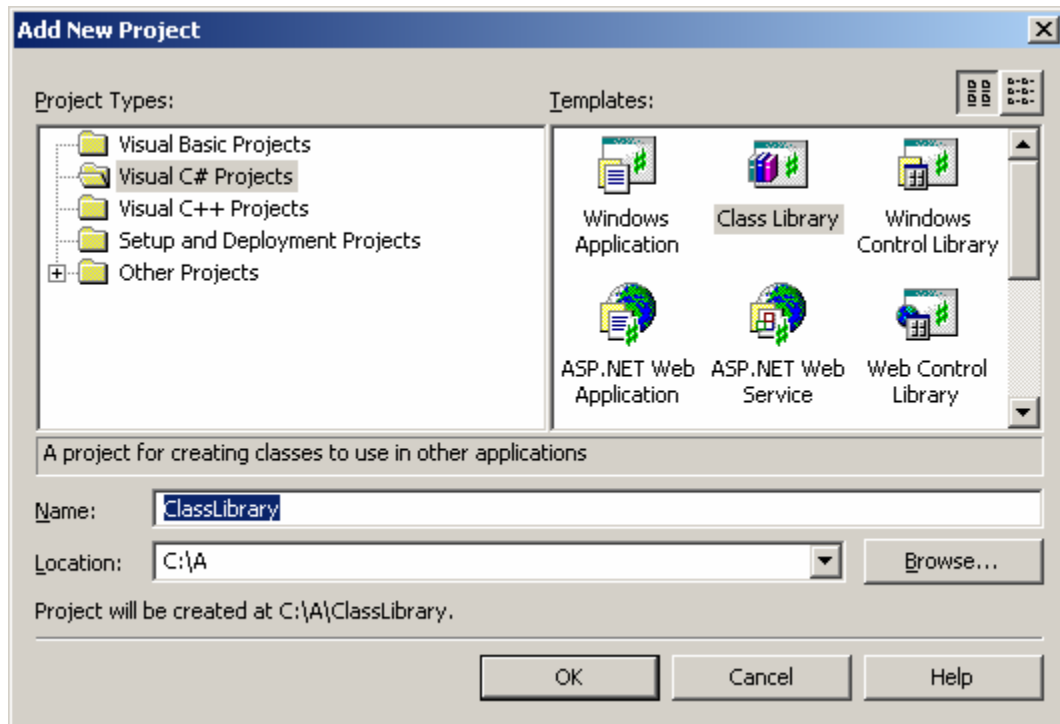 Add New Project
Project Types:
Templates:
Visual Basic Projects
Visual C# Projects
Visual C++ Projects
Setup and Deployment Projects
Other Projects
Windows
Application
Class Library
Windows
Control Library
ASP.NET Web
Application
ASP.NET Web
Service
Web Control
Library
A project for creating classes to use in other applications
Name:
ClassLibrary
Location:
C:\A
Browse...
Project will be created at C:\A\ClassLibrary.
OK
Cancel
Help